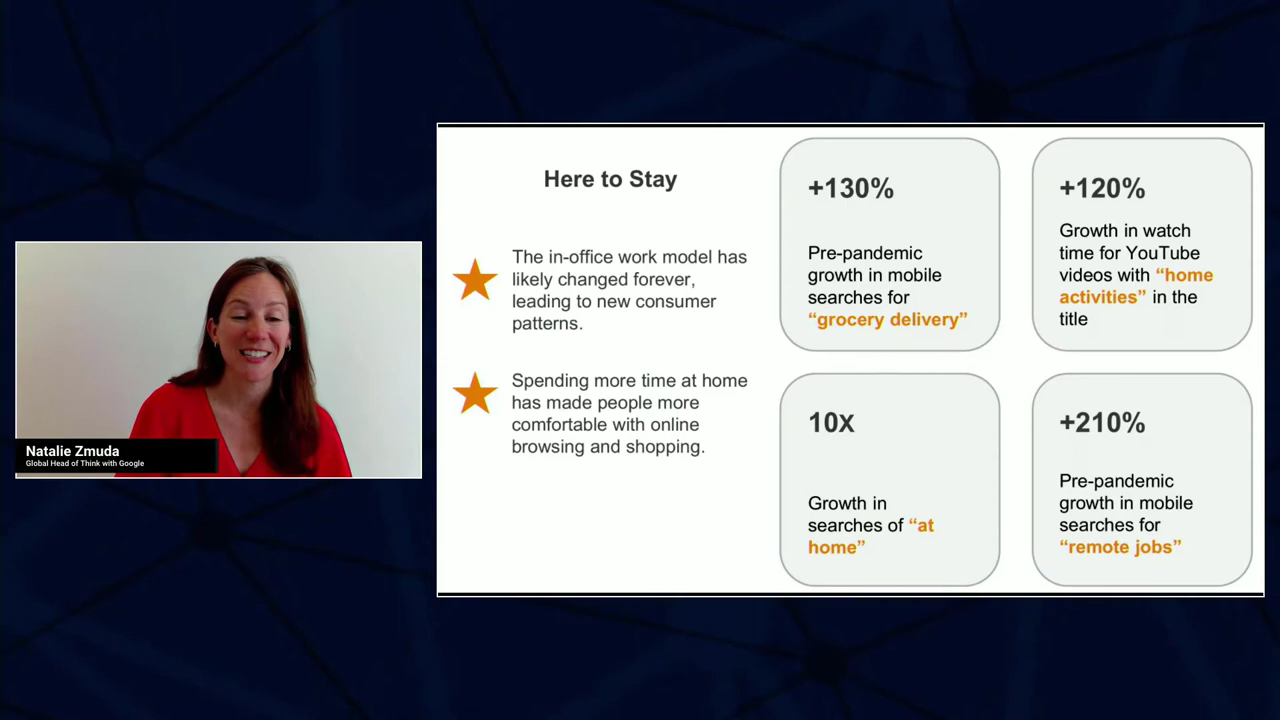 Here to Stay
The in-office work model has
likely changed forever,
leading to new consumer
patterns.
Spending more time at home
has made people more
comfortable with online
browsing and shopping.
+130%
Pre-pandemic
growth in mobile
searches for
“grocery delivery”
+120%
Growth in watch
time for YouTube
videos with “home
activities” in the
title
10x
Growth in
searches of “at
home”
+210%
Pre-pandemic
growth in mobile
searches for
“remote jobs”
Natalie Zmuda
Global Head of Think with Google